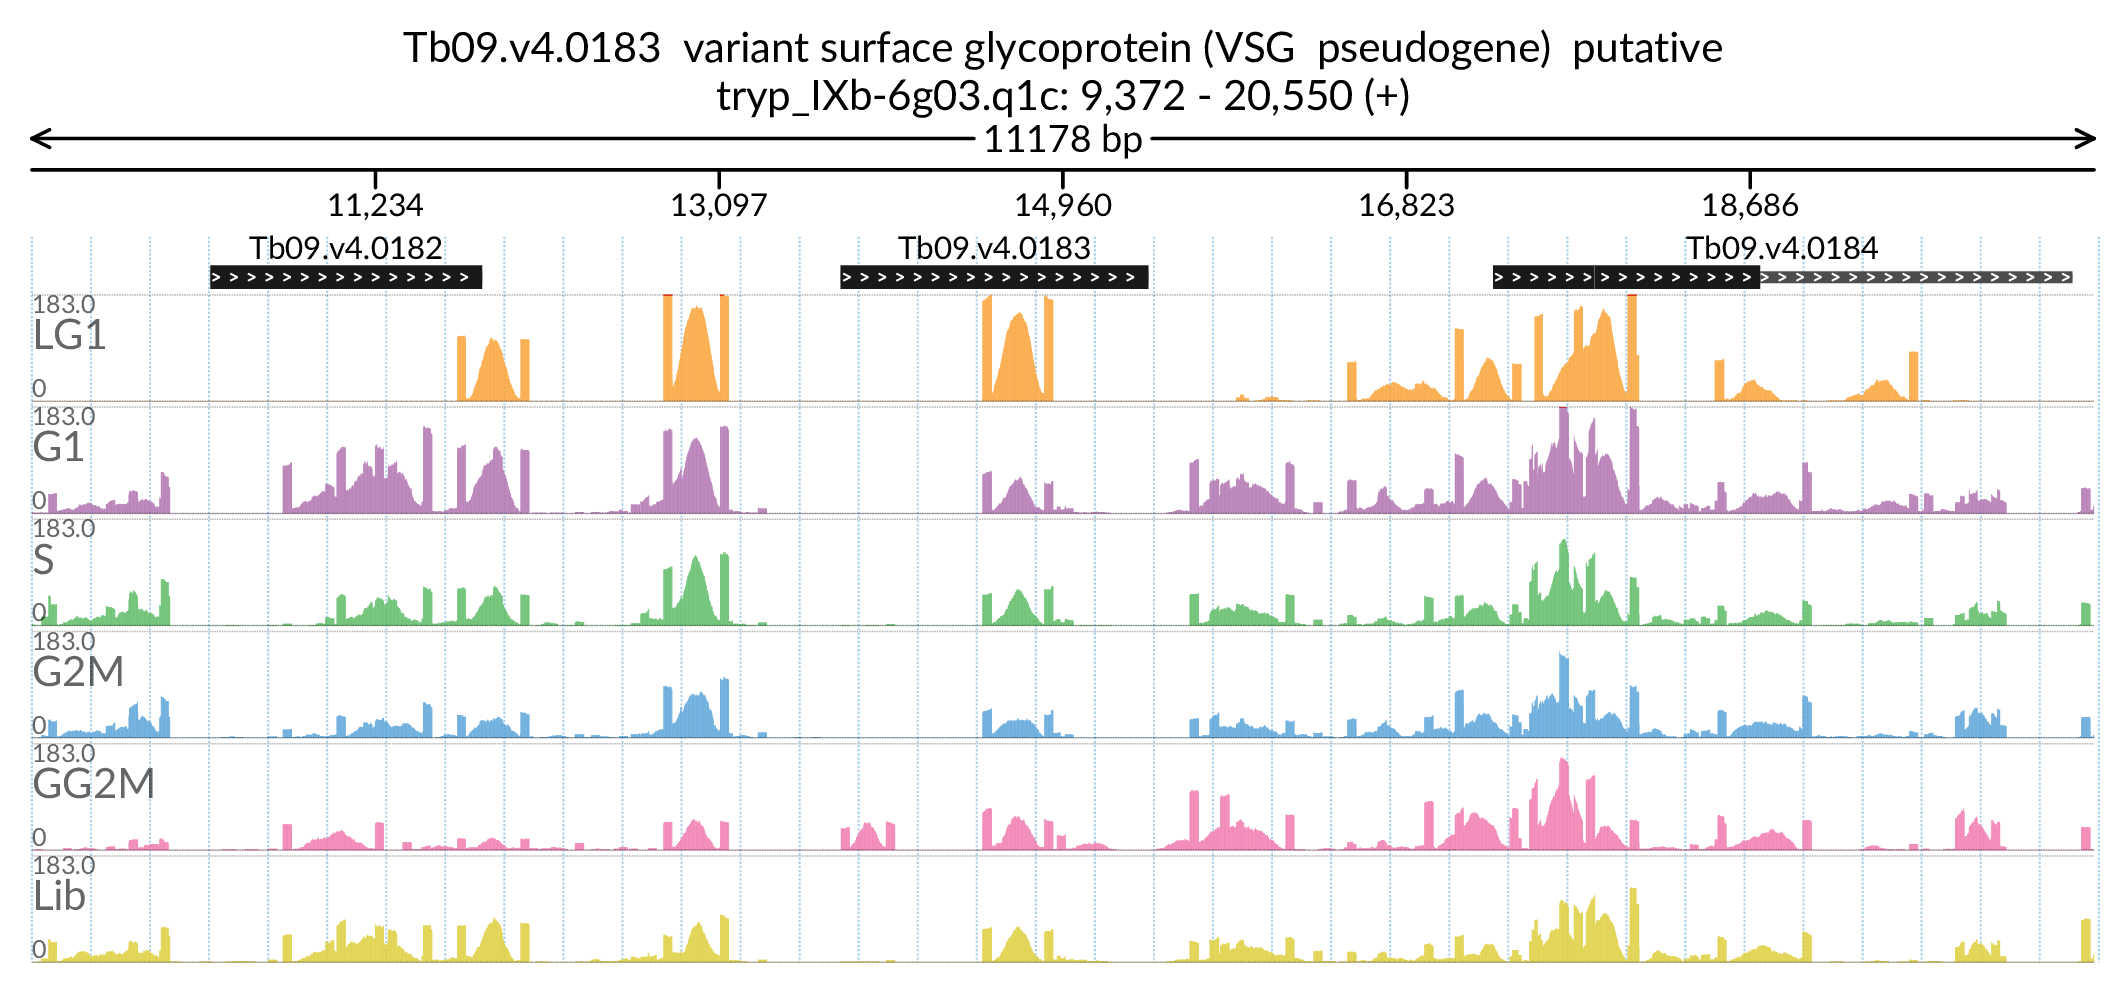 Tb09.v4.0183 variant surface glycoprotein (VSG pseudogene) putative
tryp_IXb-6g03.q1c: 9,372 - 20,550 (+)
11178 bp
11,234 13,097 14,960 16,823 18,686
Tb09.v4.0182 Tb09.v4.0183 Tb09.v4.0184
183.0
LG1
0
183.0
G1
0
183.0
S
0
183.0
G2M
0
183.0
GG2M
0
183.0
Lib
0